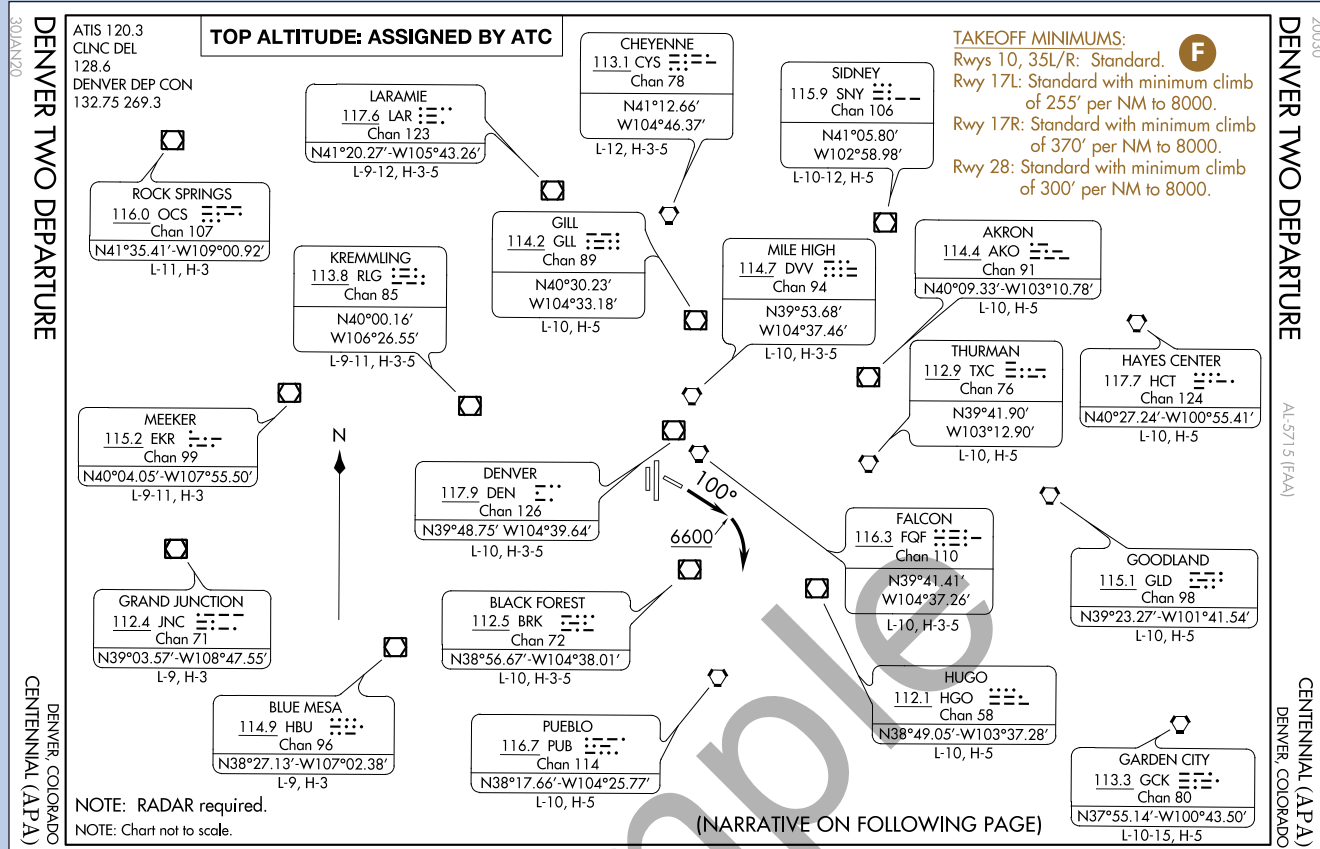 30JAN20
DENVER TWO DEPARTURE
DENVER, COLORADO
CENTENNIAL (APA)
ATIS 120.3
CLNC DEL
128.6
DENVER DEP CON
132.75 269.3
TOP ALTITUDE: ASSIGNED BY ATC
TAKEOFF MINIMUMS:
F
Rwys 10, 35L/R: Standard.
Rwy 17L: Standard with minimum climb
of 255' per NM to 8000.
Rwy 17R: Standard with minimum climb
of 370' per NM to 8000.
Rwy 28: Standard with minimum climb
of 300' per NM to 8000.
CHEYENNE
113.1 CYS
Chan 78
N41°12.66'
W104°46.37'
L-12, H-3-5
SIDNEY
115.9 SNY
Chan 106
N41°05.80'
W102°58.98'
L-10-12, H-5
LARAMIE
117.6 LAR
Chan 123
N41°20.27'-W105°43.26'
L-9-12, H-3-5
ROCK SPRINGS
116.0 OCS
Chan 107
N41°35.41'-W109°00.92'
L-11, H-3
GILL
114.2 GLL
Chan 89
N40°30.23'
W104°33.18'
L-10, H-5
KREMMLING
113.8 RLG
Chan 85
N40°00.16'
W106°26.55'
L-9-11, H-3-5
MILE HIGH
114.7 DVV
Chan 94
N39°53.68'
W104°37.46'
L-10, H-3-5
AKRON
114.4 AKO
Chan 91
N40°09.33'-W103°10.78'
L-10, H-5
THURMAN
112.9 TXC
Chan 76
N39°41.90'
W103°12.90'
L-10, H-5
HAYES CENTER
117.7 HCT
Chan 124
N40°27.24'-W100°55.41'
L-10, H-5
MEEKER
115.2 EKR
Chan 99
N40°04.05'-W107°55.50'
L-9-11, H-3
N
DENVER
117.9 DEN
Chan 126
N39°48.75' W104°39.64'
L-10, H-3-5
100°
6600
FALCON
116.3 FQF
Chan 110
N39°41.41'
W104°37.26'
L-10, H-3-5
GOODLAND
115.1 GLD
Chan 98
N39°23.27'-W101°41.54'
L-10, H-5
GRAND JUNCTION
112.4 JNC
Chan 71
N39°03.57'-W108°47.55'
L-9, H-3
BLACK FOREST
112.5 BRK
Chan 72
N38°56.67'-W104°38.01'
L-10, H-3-5
BLUE MESA
114.9 HBU
Chan 96
N38°27.13'-W107°02.38'
L-9, H-3
PUEBLO
116.7 PUB
Chan 114
N38°17.66'-W104°25.77'
L-10, H-5
HUGO
112.1 HGO
Chan 58
N38°49.05'-W103°37.28'
L-10, H-5
GARDEN CITY
113.3 GCK
Chan 80
N37°55.14'-W100°43.50'
L-10-15, H-5
NOTE: RADAR required.
NOTE: Chart not to scale.
(NARRATIVE ON FOLLOWING PAGE)
20030
DENVER TWO DEPARTURE
AL-5715 (FAA)
CENTENNIAL (APA)
DENVER, COLORADO